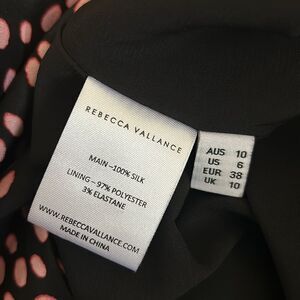 REBECCA VALLANCE
MAIN –100% SILK
LINING – 97% POLYESTER
3% ELASTANE
WWW.REBECCAVALLANCE.COM
MADE IN CHINA
AUS 10
US 6
EUR 38
UK 10